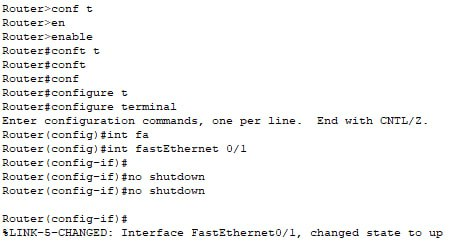 Router>conf t
Router>en
Router>enable
Router#conft t
Router#conft
Router#conf
Router#configure t
Router#configure terminal
Enter configuration commands, one per line.  End with CNTL/Z.
Router(config)#int fa
Router(config)#int fastEthernet 0/1
Router(config-if)#
Router(config-if)#no shutdown
Router(config-if)#no shutdown
Router(config-if)#
%LINK-5-CHANGED: Interface FastEthernet0/1, changed state to up